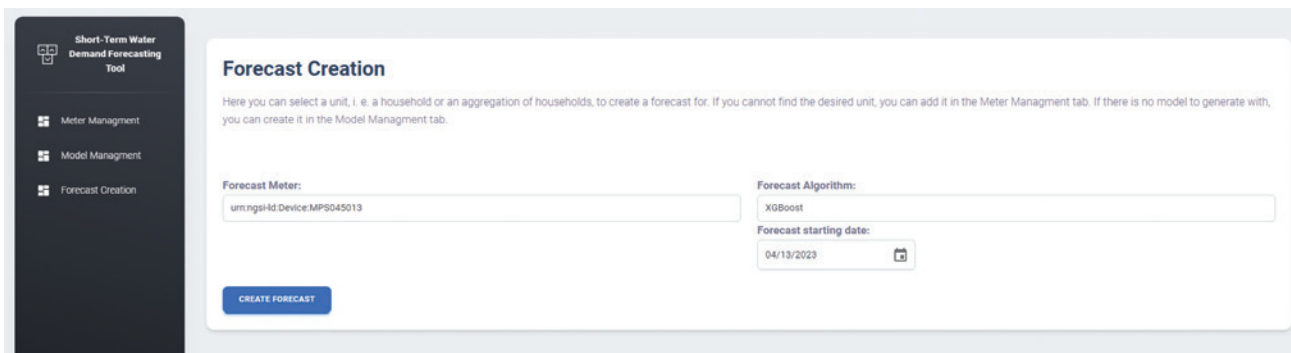 Short-Term Water
Demand Forecasting
Tool
Meter Managment
Model Managment
Forecast Creation
Forecast Creation
Here you can select a unit, i. e. a household or an aggregation of households, to create a forecast for. If you cannot find the desired unit, you can add it in the Meter Managment tab. If there is no model to generate with,
you can create it in the Model Managment tab.
Forecast Meter:
urn:ngsi-ld:Device:MPS045013
Forecast Algorithm:
XGBoost
Forecast starting date:
04/13/2023
CREATE FORECAST